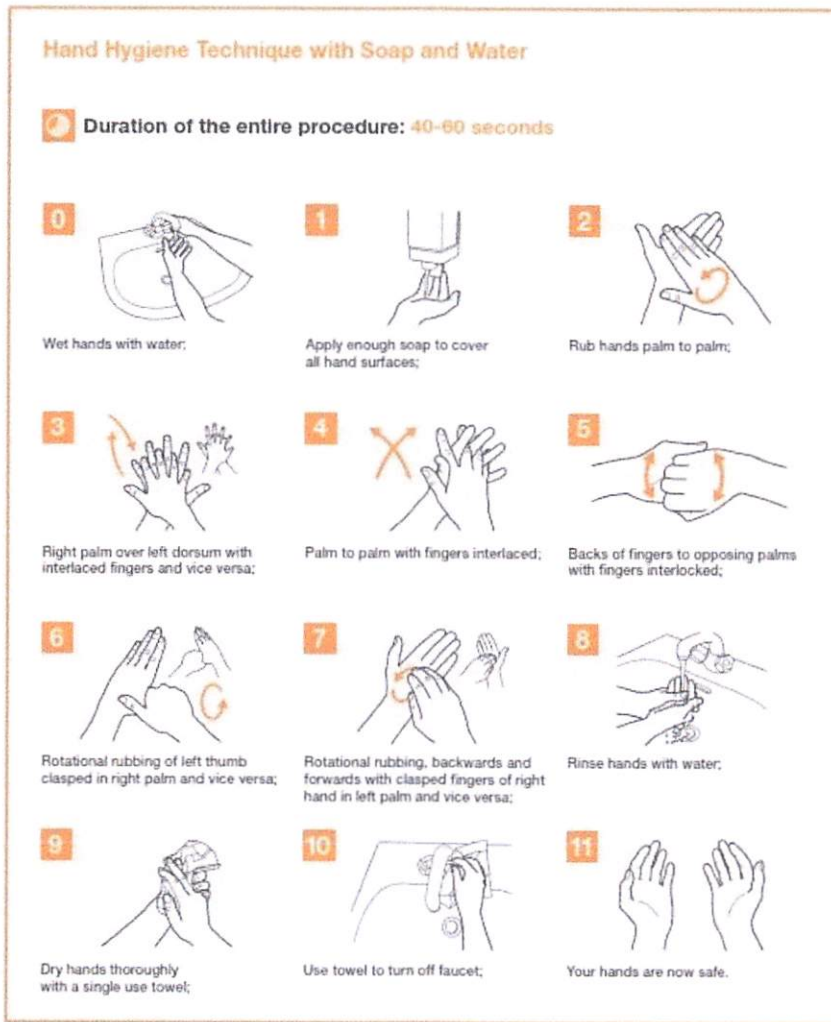 Hand Hygiene Technique with Soap and Water
Duration of the entire procedure: 40-60 seconds
0
Wet hands with water;
1
Apply enough soap to cover
all hand surfaces;
2
Rub hands palm to palm;
3
Right palm over left dorsum with
interlaced fingers and vice versa;
4
Palm to palm with fingers interlaced;
5
Backs of fingers to opposing palms
with fingers interlocked;
6
Rotational rubbing of left thumb
clasped in right palm and vice versa;
7
Rotational rubbing, backwards and
forwards with clasped fingers of right
hand in left palm and vice versa;
8
Rinse hands with water;
9
Dry hands thoroughly
with a single use towel;
10
Use towel to turn off faucet;
11
Your hands are now safe.